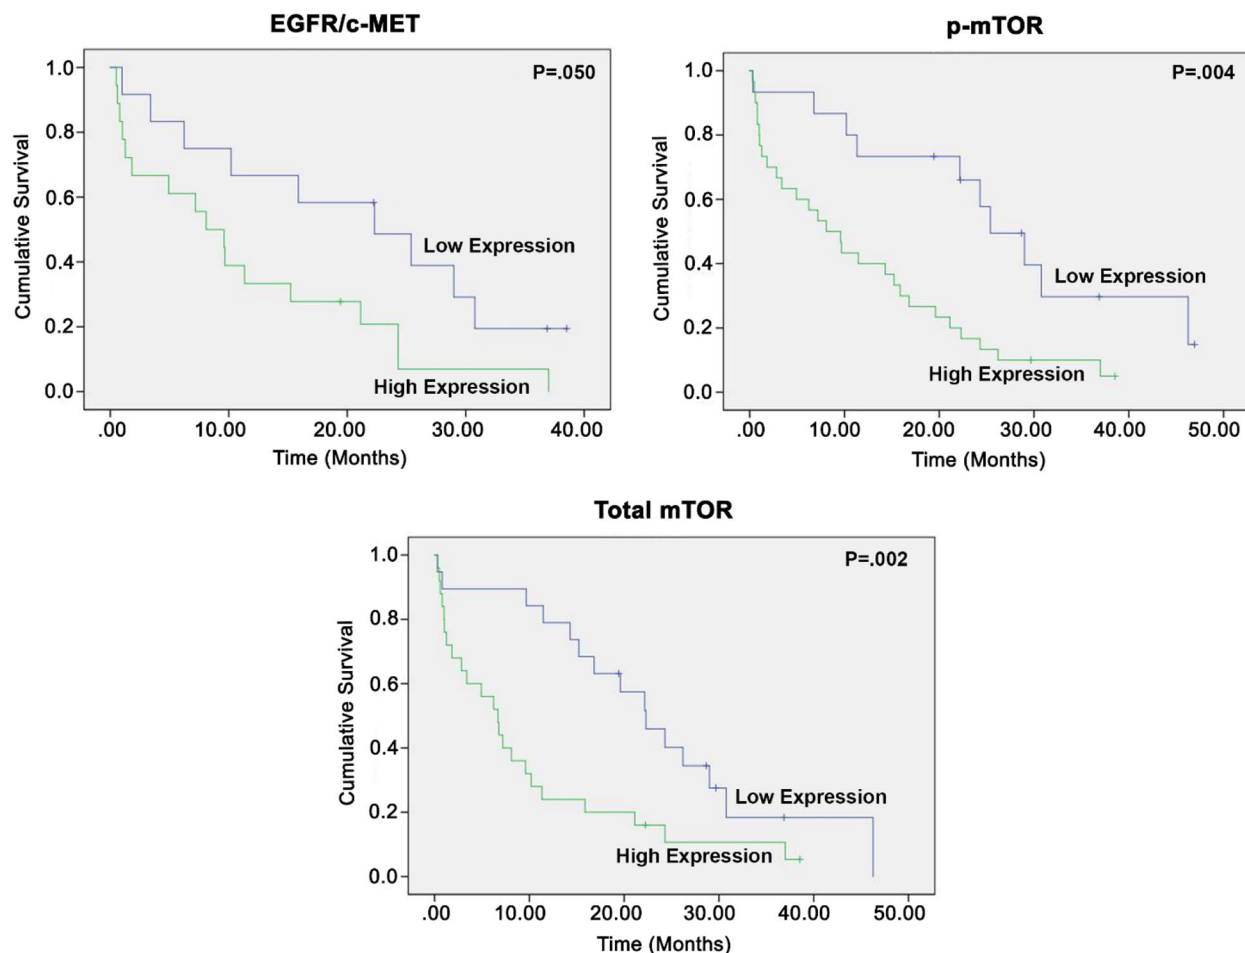 EGFR/c-MET
P=.050
Cumulative Survival
1.0
0.8
0.6
0.4
0.2
0.0
Low Expression
High Expression
.00 10.00 20.00 30.00 40.00
Time (Months)
p-mTOR
P=.004
Cumulative Survival
1.0
0.8
0.6
0.4
0.2
0.0
Low Expression
High Expression
.00 10.00 20.00 30.00 40.00 50.00
Time (Months)
Total mTOR
P=.002
Cumulative Survival
1.0
0.8
0.6
0.4
0.2
0.0
Low Expression
High Expression
.00 10.00 20.00 30.00 40.00 50.00
Time (Months)